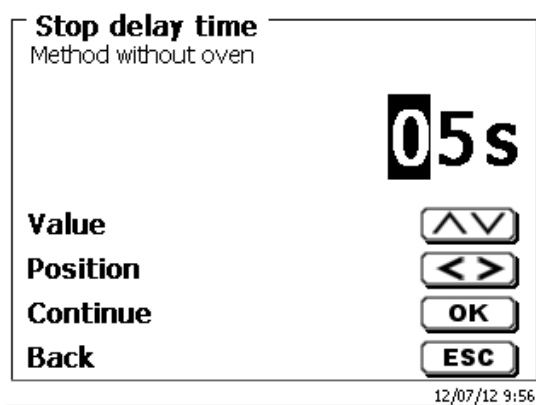 Stop delay time
Method without oven
05s
Value
Position
Continue OK
Back ESC
12/07/12 9:56